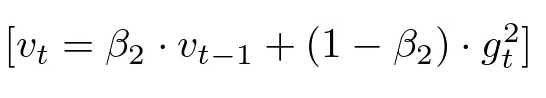 [v_t = β_2 · v_{t−1} + (1 − β_2) · g_t^2]